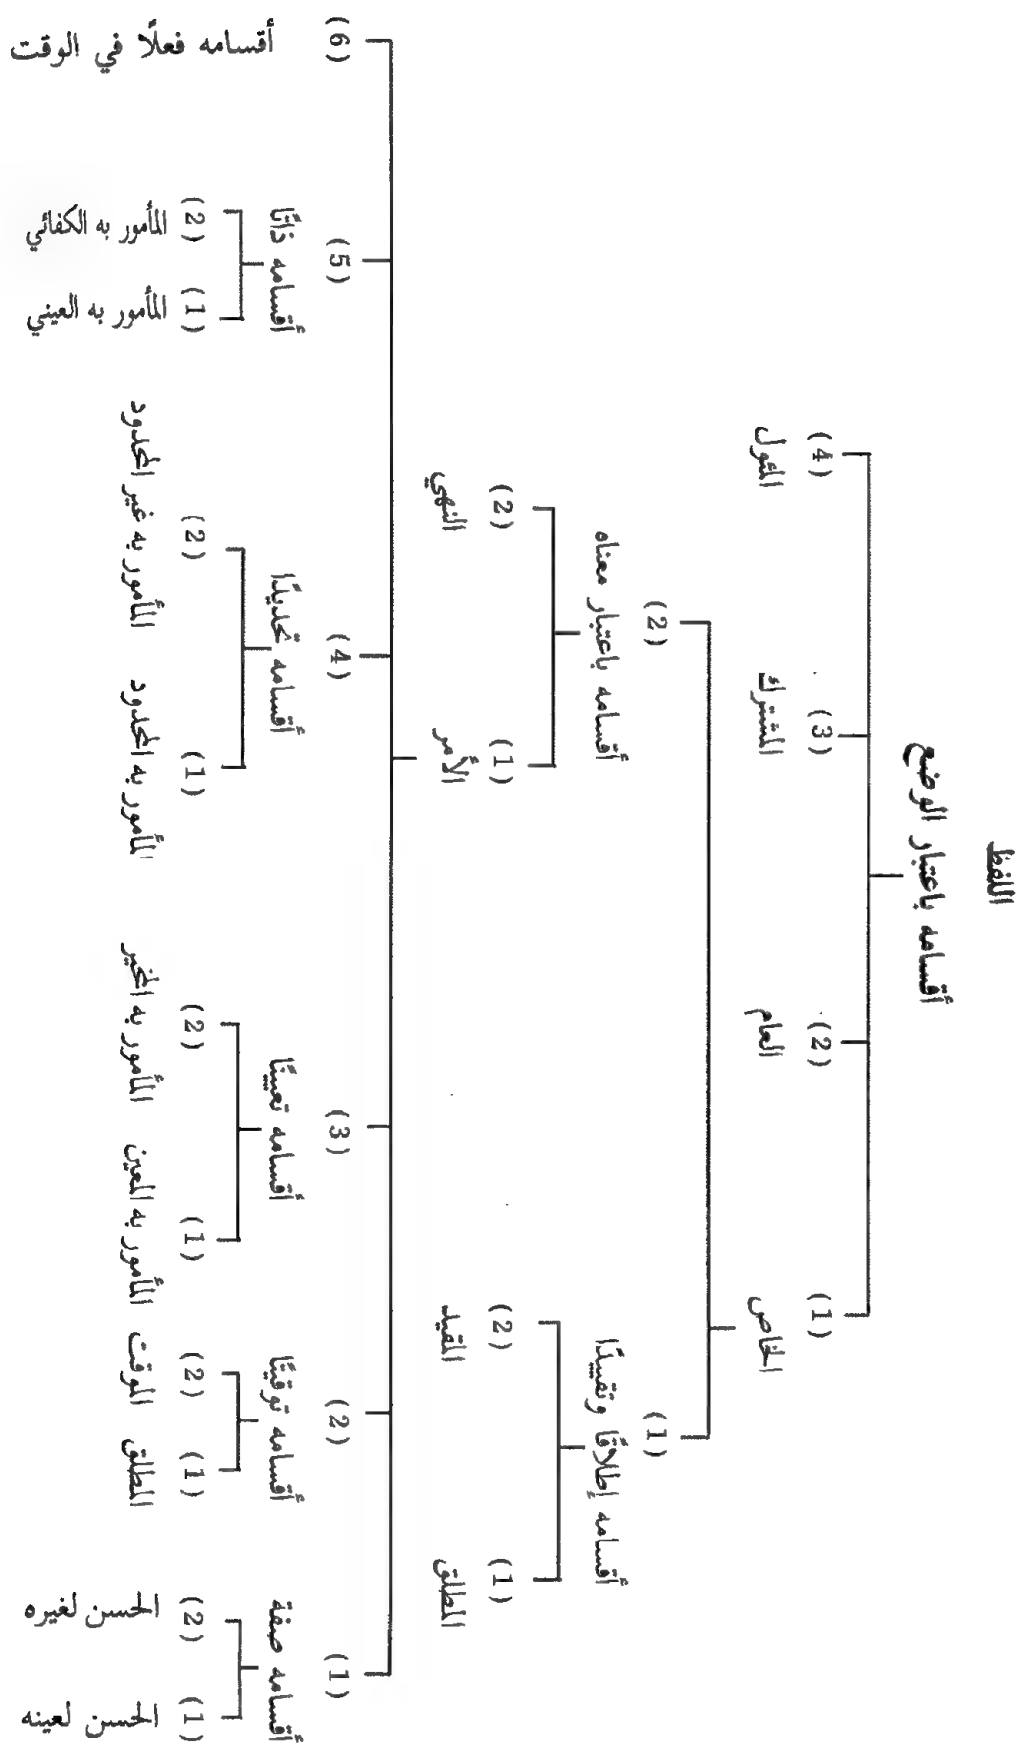 اللفظ
أقسامه باعتبار الوضع
(1) (2) (3) (4)
الخاص العام المشترك المئول
(1) (2)
أقسامه إطلاقًا وتقييدًا أقسامه باعتبار معناه
(1) (2) (1) (2)
المطلق المقيد الأمر النهي
(1) (2) (3) (4) (5) (6)
أقسامه صفة أقسامه توقيتًا أقسامه تعيينًا أقسامه تحديدًا أقسامه ذاتًا أقسامه فعلًا في الوقت
(1) (2) (1) (2) (1) (2) (1) (2) (1) (2)
الحسن لعينه
الحسن لغيره
المطلق الموقت المأمور به المعين المأمور به المخير المأمور به المحدود المأمور به غير المحدود
المأمور به العيني
المأمور به الكفائي